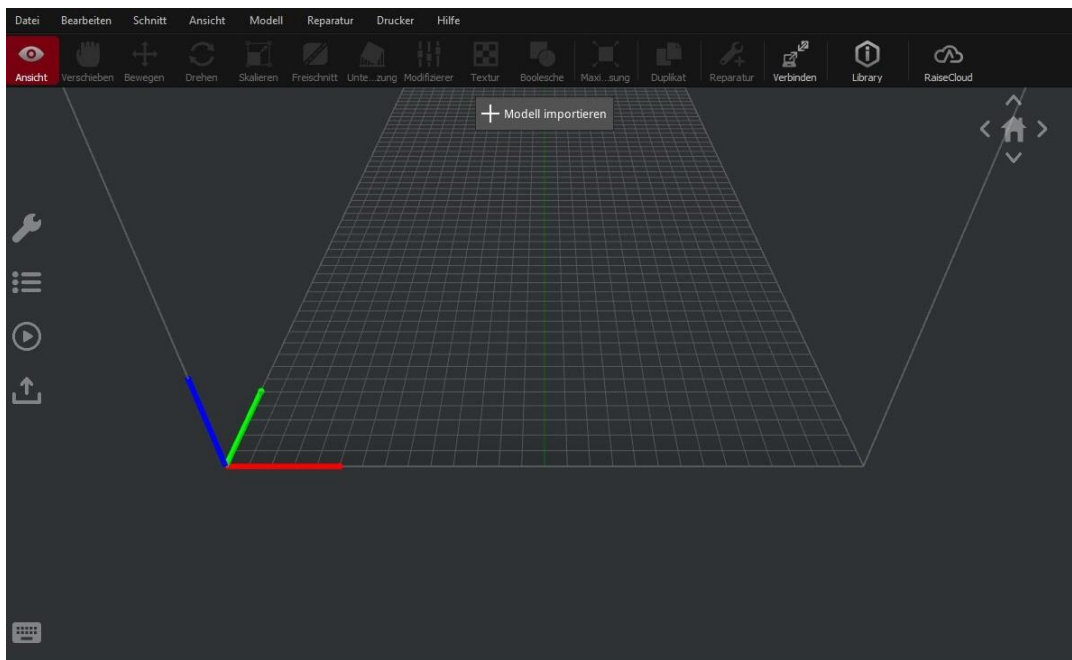 Datei Bearbeiten Schnitt Ansicht Modell Reparatur Drucker Hilfe
Ansicht Verschieben Bewegen Drehen Skalieren Freischnitt Unte...zung Modifizierer Textur Boolesche Maxi...sung Duplikat Reparatur Verbinden Library RaiseCloud
Modell importieren